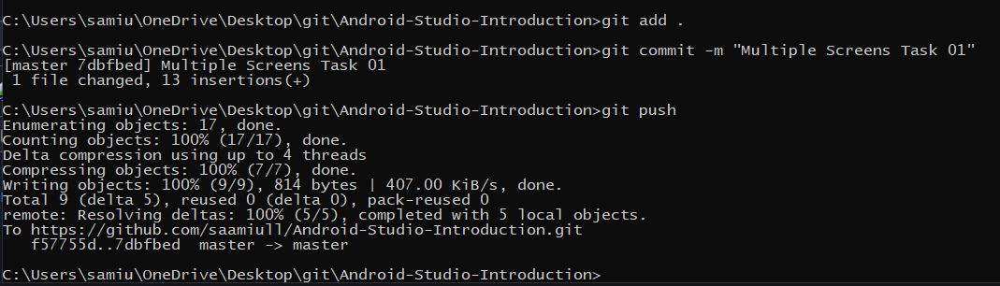 C:\Users\samiu\OneDrive\Desktop\git\Android-Studio-Introduction>git add .
C:\Users\samiu\OneDrive\Desktop\git\Android-Studio-Introduction>git commit -m "Multiple Screens Task 01"
[master 7dbfbed] Multiple Screens Task 01
 1 file changed, 13 insertions(+)
C:\Users\samiu\OneDrive\Desktop\git\Android-Studio-Introduction>git push
Enumerating objects: 17, done.
Counting objects: 100% (17/17), done.
Delta compression using up to 4 threads
Compressing objects: 100% (7/7), done.
Writing objects: 100% (9/9), 814 bytes | 407.00 KiB/s, done.
Total 9 (delta 5), reused 0 (delta 0), pack-reused 0
remote: Resolving deltas: 100% (5/5), completed with 5 local objects.
To https://github.com/saamiull/Android-Studio-Introduction.git
   f57755d..7dbfbed  master -> master
C:\Users\samiu\OneDrive\Desktop\git\Android-Studio-Introduction>